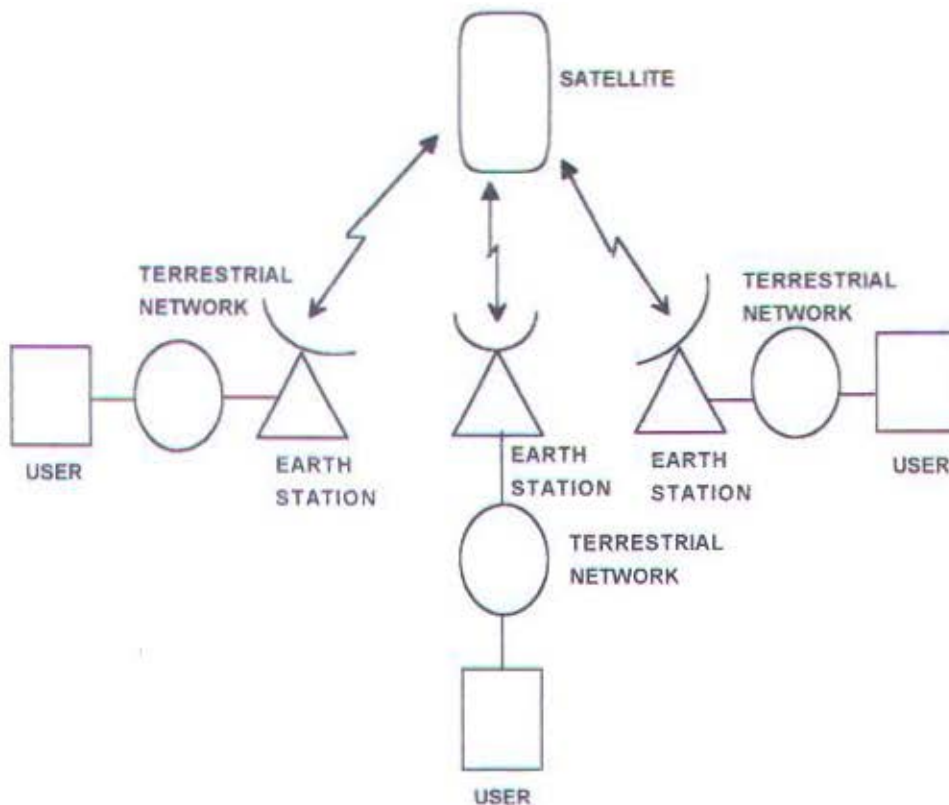 SATELLITE
TERRESTRIAL
NETWORK
TERRESTRIAL
NETWORK
USER
EARTH
STATION
EARTH
STATION
EARTH
STATION
USER
TERRESTRIAL
NETWORK
USER